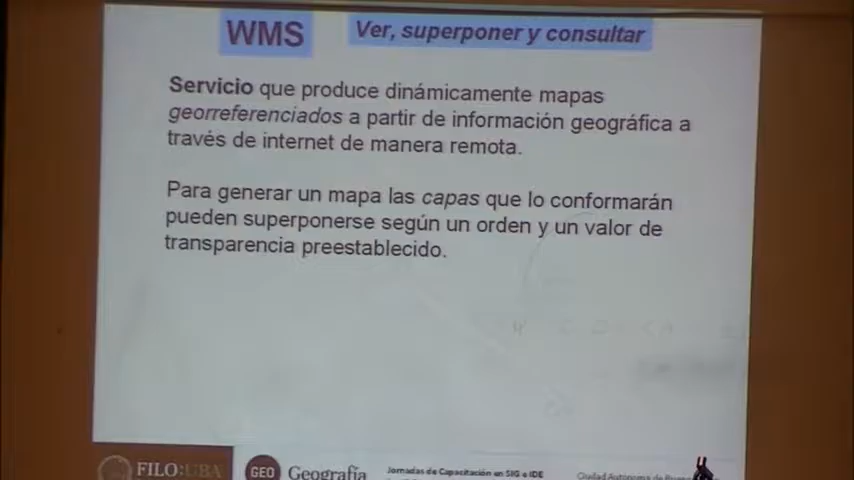 WMS
Ver, superponer y consultar
Servicio que produce dinámicamente mapas
georreferenciados a partir de información geográfica a
través de internet de manera remota.
Para generar un mapa las capas que lo conformarán
pueden superponerse según un orden y un valor de
transparencia preestablecido.
FILO:UBA
GEO Geografía
Jornadas de Capacitación en SIG e IDE
Ciudad Autónoma de